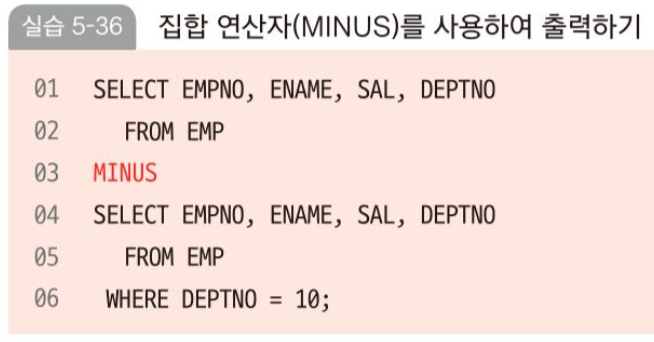 실습 5-36 집합 연산자(MINUS)를 사용하여 출력하기
01 SELECT EMPNO, ENAME, SAL, DEPTNO
02 FROM EMP
03 MINUS
04 SELECT EMPNO, ENAME, SAL, DEPTNO
05 FROM EMP
06 WHERE DEPTNO = 10;